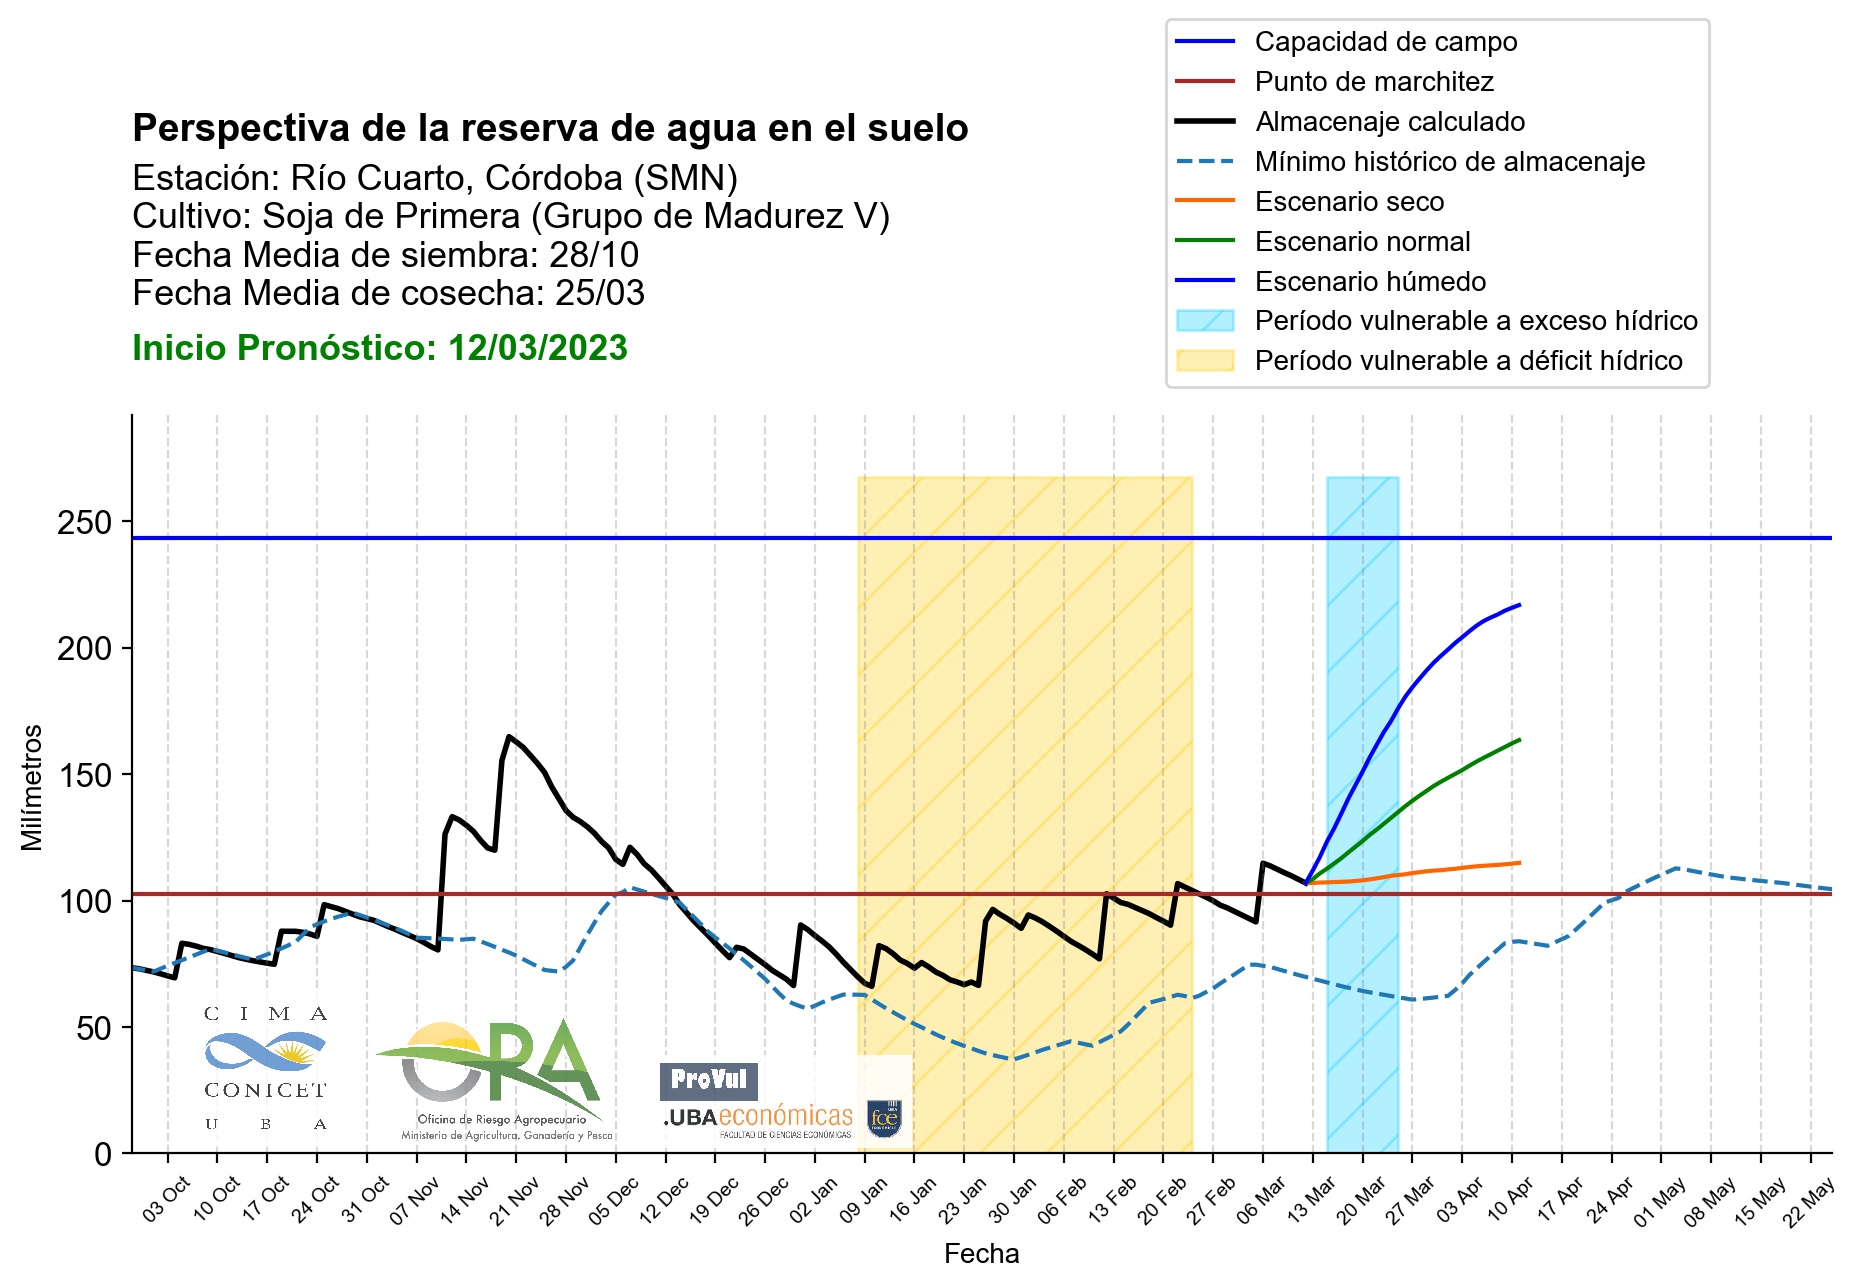 Capacidad de campo
Punto de marchitez
Almacenaje calculado
Mínimo histórico de almacenaje
Escenario seco
Escenario normal
Escenario húmedo
Período vulnerable a exceso hídrico
Período vulnerable a déficit hídrico
Perspectiva de la reserva de agua en el suelo
Estación: Río Cuarto, Córdoba (SMN)
Cultivo: Soja de Primera (Grupo de Madurez V)
Fecha Media de siembra: 28/10
Fecha Media de cosecha: 25/03
Inicio Pronóstico: 12/03/2023
250
200
150
100
50
0
Milímetros
C I M A
CONICET
U B A
ORA
Oficina de Riesgo Agropecuario
Ministerio de Agricultura, Ganadería y Pesca
ProVul
.UBAeconómicas
FACULTAD DE CIENCIAS ECONÓMICAS
fce
03 Oct
10 Oct
17 Oct
24 Oct
31 Oct
07 Nov
14 Nov
21 Nov
28 Nov
05 Dec
12 Dec
19 Dec
26 Dec
02 Jan
09 Jan
16 Jan
23 Jan
30 Jan
06 Feb
13 Feb
20 Feb
27 Feb
06 Mar
13 Mar
20 Mar
27 Mar
03 Apr
10 Apr
17 Apr
24 Apr
01 May
08 May
15 May
22 May
Fecha